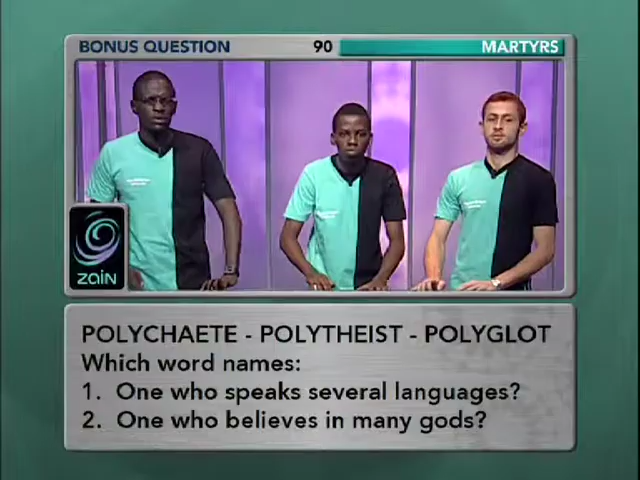 BONUS QUESTION 90 MARTYRS
zain
POLYCHAETE - POLYTHEIST - POLYGLOT
Which word names:
1. One who speaks several languages?
2. One who believes in many gods?